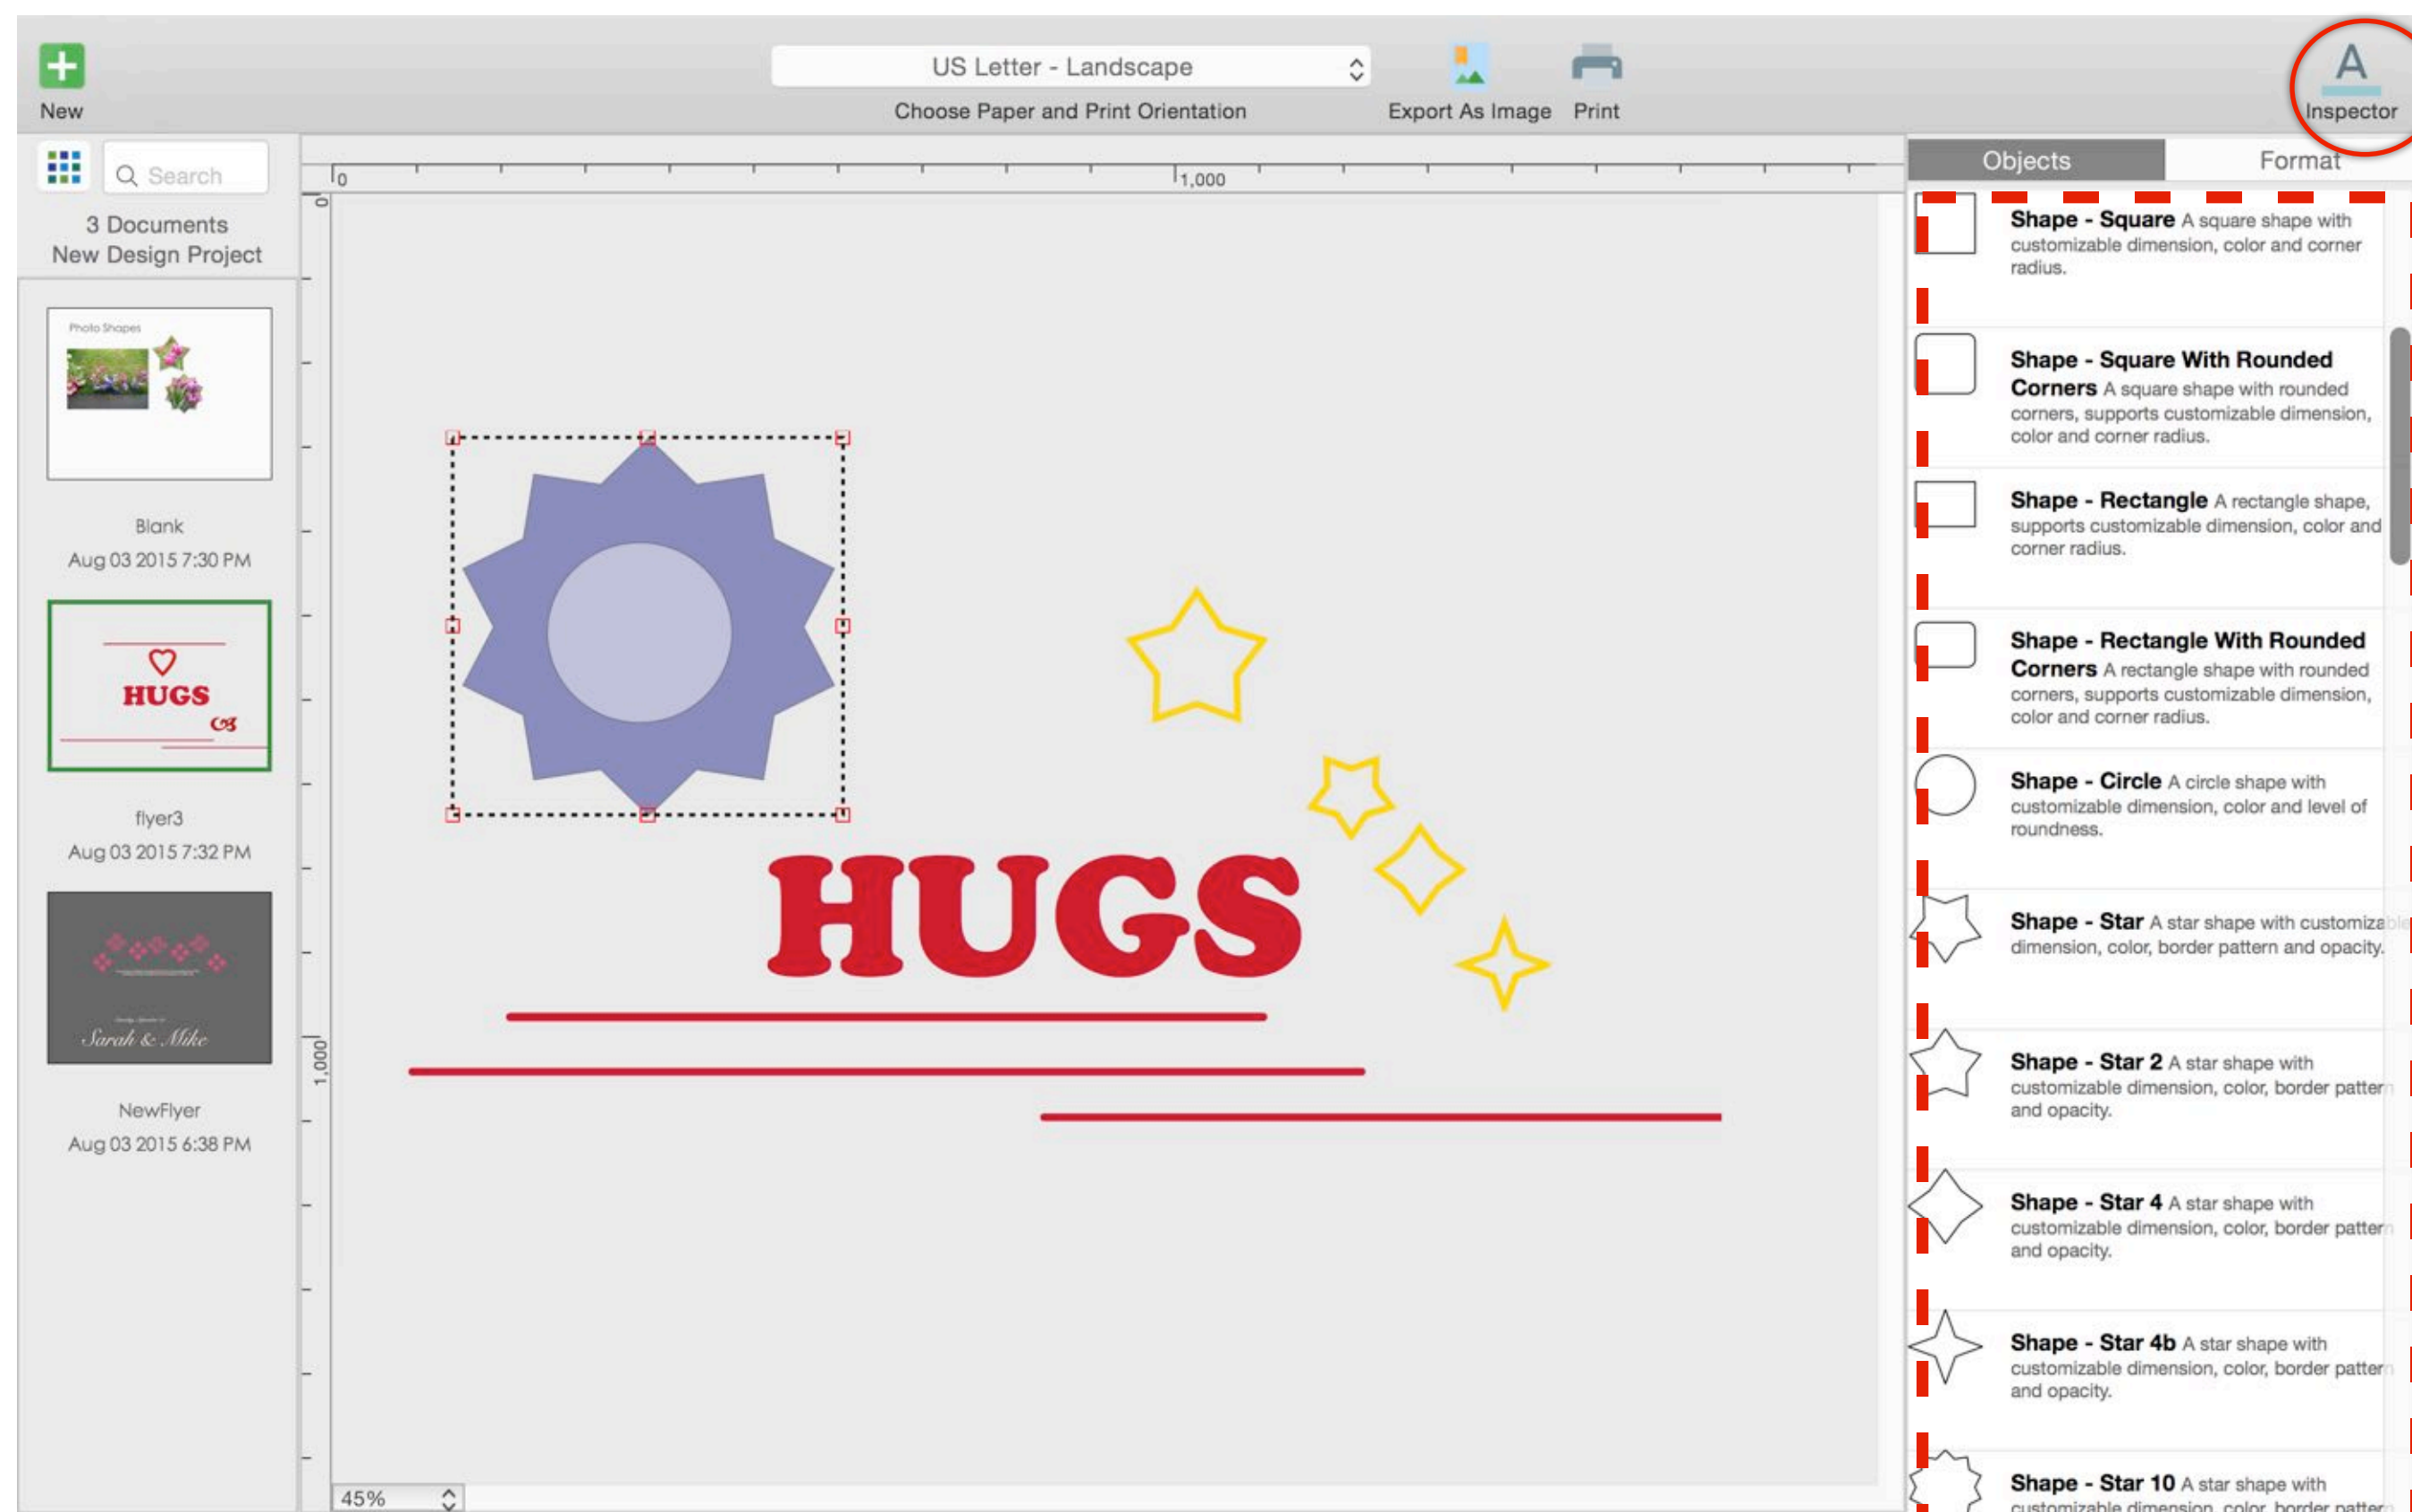 New
US Letter - Landscape
Choose Paper and Print Orientation
Export As Image
Print
Inspector
Search
3 Documents
New Design Project
Photo Shapes
Blank
Aug 03 2015 7:30 PM
HUGS
flyer3
Aug 03 2015 7:32 PM
Sarah & Mike
NewFlyer
Aug 03 2015 6:38 PM
0
1,000
0
1,000
HUGS
45%
Objects
Format
Shape - Square A square shape with
customizable dimension, color and corner
radius.
Shape - Square With Rounded
Corners A square shape with rounded
corners, supports customizable dimension,
color and corner radius.
Shape - Rectangle A rectangle shape,
supports customizable dimension, color and
corner radius.
Shape - Rectangle With Rounded
Corners A rectangle shape with rounded
corners, supports customizable dimension,
color and corner radius.
Shape - Circle A circle shape with
customizable dimension, color and level of
roundness.
Shape - Star A star shape with customizable
dimension, color, border pattern and opacity.
Shape - Star 2 A star shape with
customizable dimension, color, border pattern
and opacity.
Shape - Star 4 A star shape with
customizable dimension, color, border pattern
and opacity.
Shape - Star 4b A star shape with
customizable dimension, color, border pattern
and opacity.
Shape - Star 10 A star shape with
customizable dimension, color, border pattern